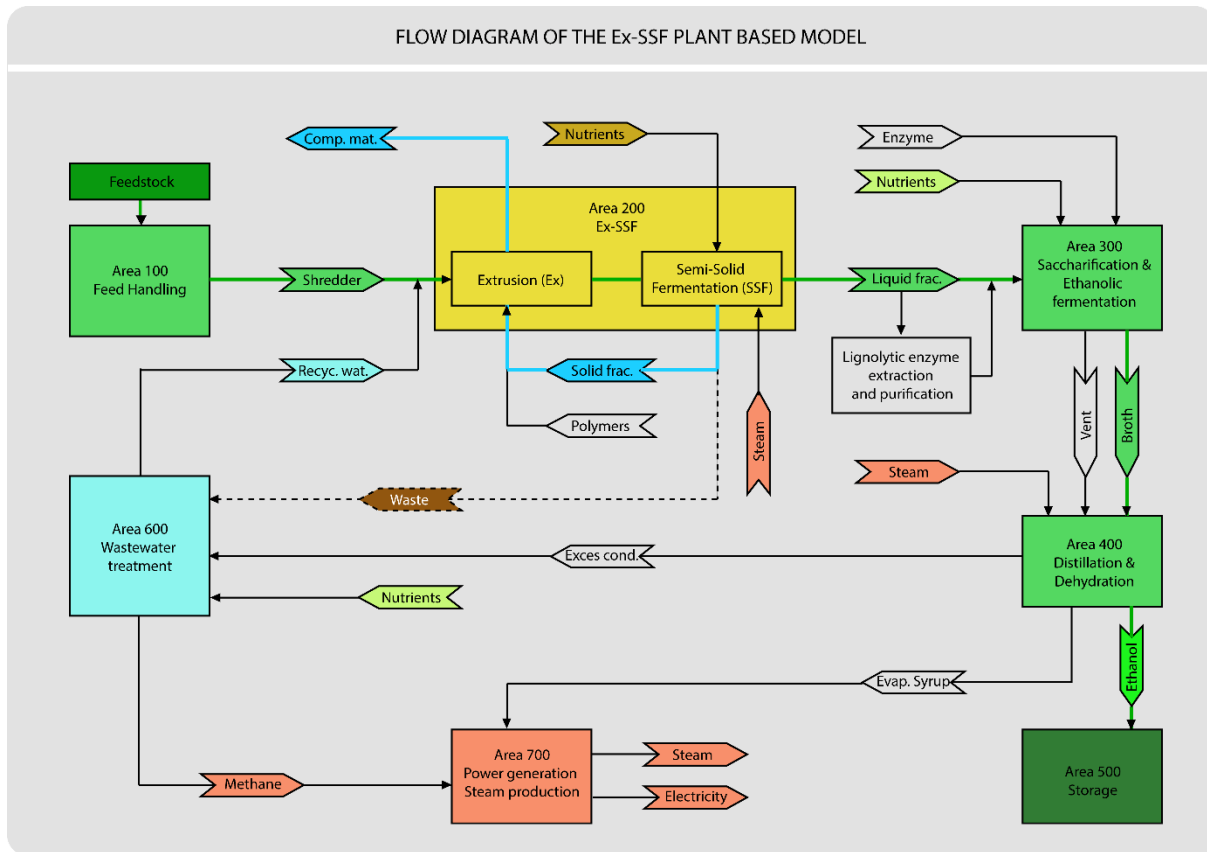 FLOW DIAGRAM OF THE Ex-SSF PLANT BASED MODEL
Comp. mat.
Nutrients
Enzyme
Feedstock
Nutrients
Area 200
Ex-SSF
Area 100
Feed Handling
Shredder
Extrusion (Ex)
Semi-Solid
Fermentation (SSF)
Liquid frac.
Area 300
Saccharification &
Ethanolic
fermentation
Recyc. wat.
Solid frac.
Lignolytic enzyme
extraction
and purification
Polymers
Steam
Vent
Broth
Steam
Waste
Area 600
Wastewater
treatment
Exces cond.
Area 400
Distillation &
Dehydration
Nutrients
Evap. Syrup
Ethanol
Area 700
Power generation
Steam production
Steam
Methane
Electricity
Area 500
Storage